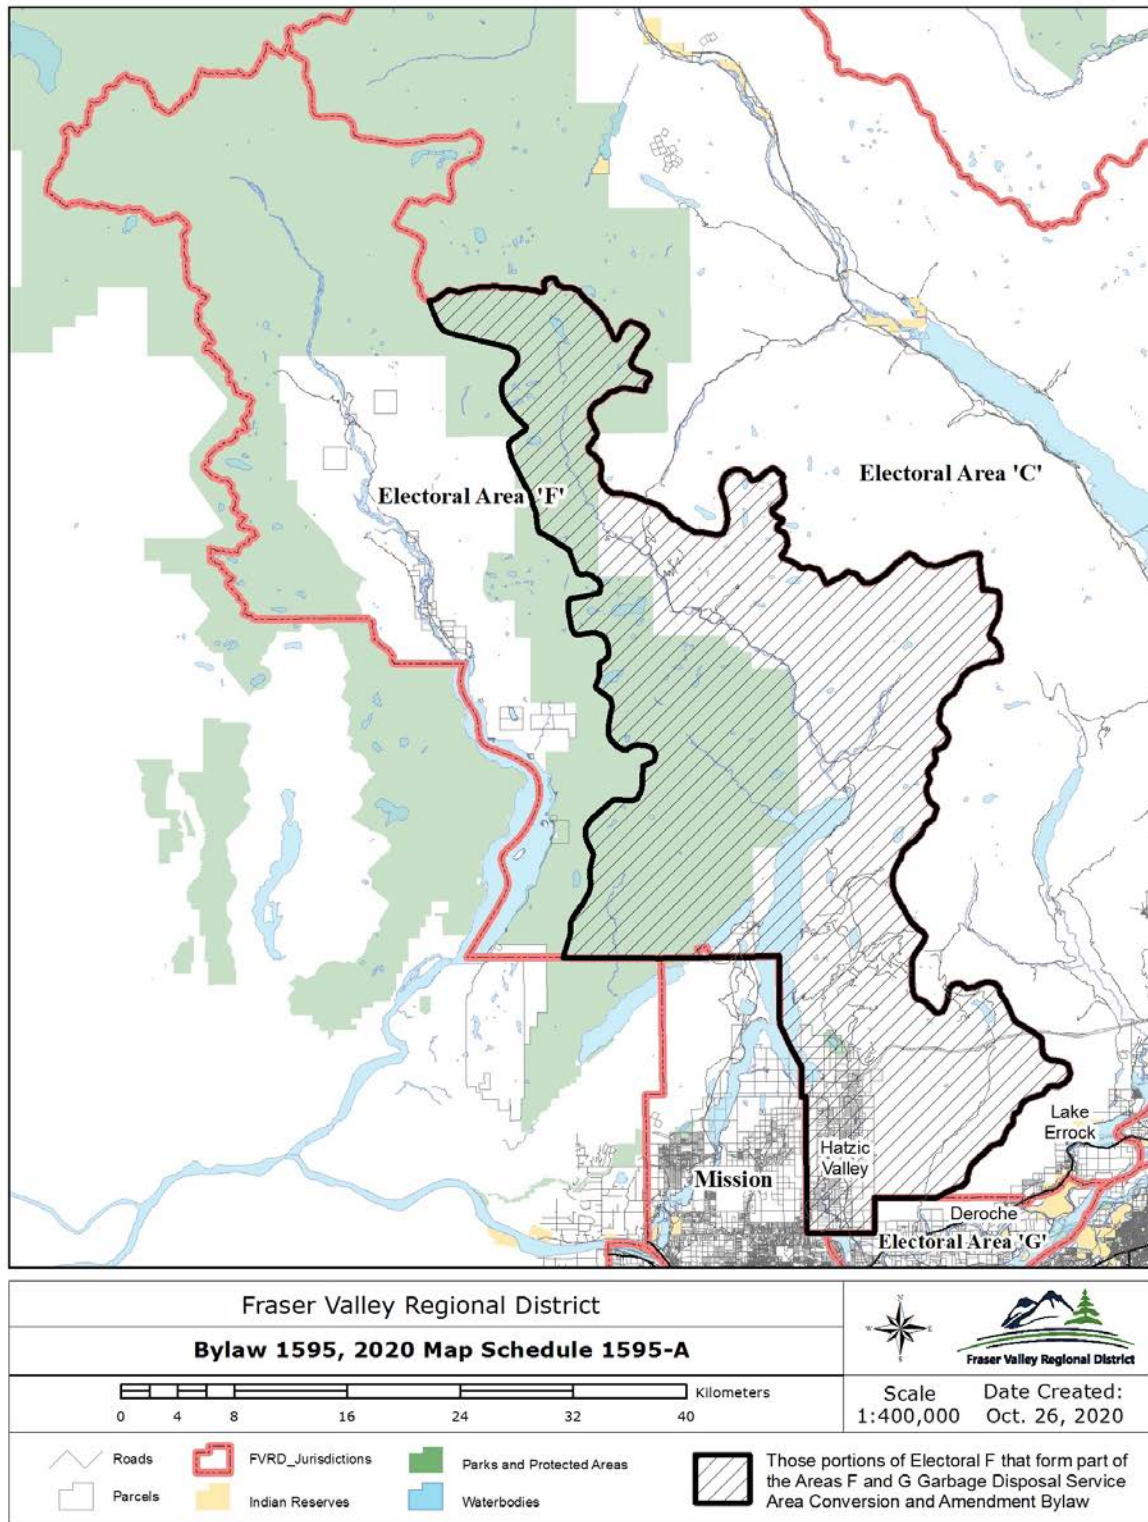 Electoral Area 'C'
Electoral Area 'F'
Lake
Errock
Hatzic
Valley
Mission
Deroche
Electoral Area 'G'
Fraser Valley Regional District
Bylaw 1595, 2020 Map Schedule 1595-A
Kilometers
0 4 8 16 24 32 40
N
W E
S
Fraser Valley Regional District
Scale
1:400,000
Date Created:
Oct. 26, 2020
Roads
Parcels
FVRD_Jurisdictions
Indian Reserves
Parks and Protected Areas
Waterbodies
Those portions of Electoral F that form part of
the Areas F and G Garbage Disposal Service
Area Conversion and Amendment Bylaw